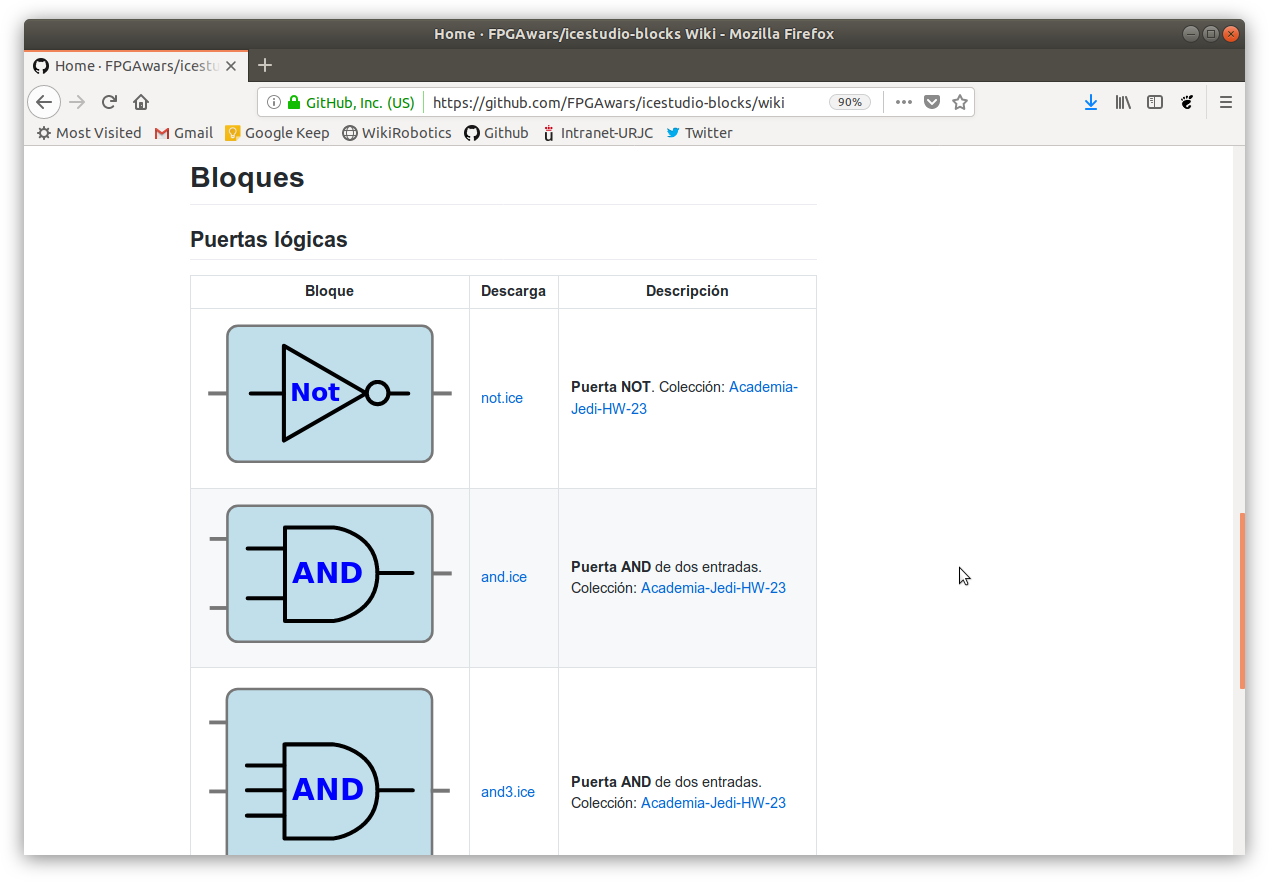 Home · FPGAwars/icestudio-blocks Wiki - Mozilla Firefox
Home · FPGAwars/icestu
GitHub, Inc. (US)
https://github.com/FPGAwars/icestudio-blocks/wiki
90%
Most Visited
Gmail
Google Keep
WikiRobotics
Github
Intranet-URJC
Twitter
Bloques
Puertas lógicas
Bloque
Descarga
Descripción
Not
not.ice
Puerta NOT. Colección: Academia-
Jedi-HW-23
AND
and.ice
Puerta AND de dos entradas.
Colección: Academia-Jedi-HW-23
AND
and3.ice
Puerta AND de dos entradas.
Colección: Academia-Jedi-HW-23